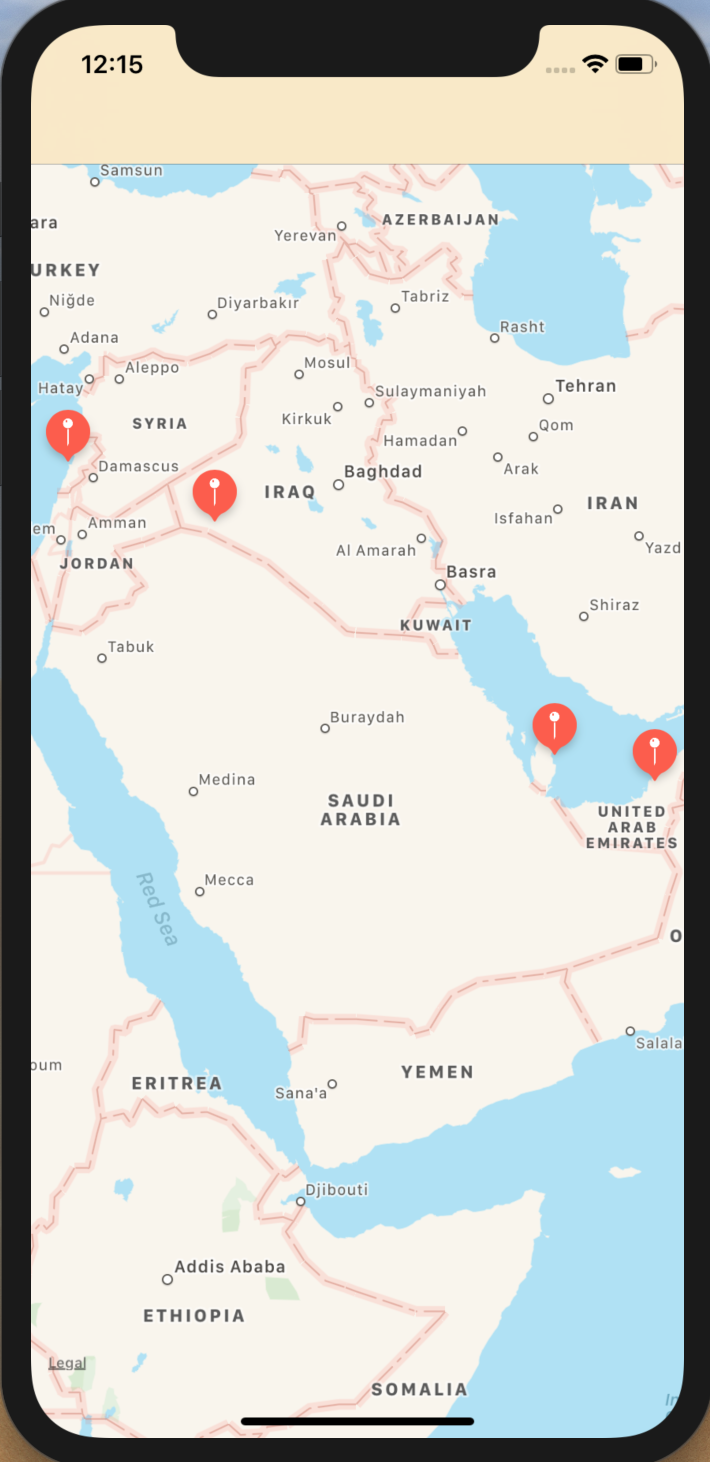 12:15
Samsun
ara
AZERBAIJAN
Yerevan
URKEY
Niğde
Diyarbakır
Tabriz
Rasht
Adana
Mosul
Aleppo
Hatay
Sulaymaniyah
Tehran
SYRIA
Kirkuk
Qom
Hamadan
Damascus
Baghdad
Arak
IRAQ
IRAN
Isfahan
em
Amman
Al Amarah
Yazd
JORDAN
Basra
Shiraz
KUWAIT
Tabuk
Buraydah
Medina
SAUDI
ARABIA
UNITED
ARAB
EMIRATES
Mecca
Red Sea
O
Salala
oum
YEMEN
ERITREA
Sana'a
Djibouti
Addis Ababa
ETHIOPIA
Legal
SOMALIA
In